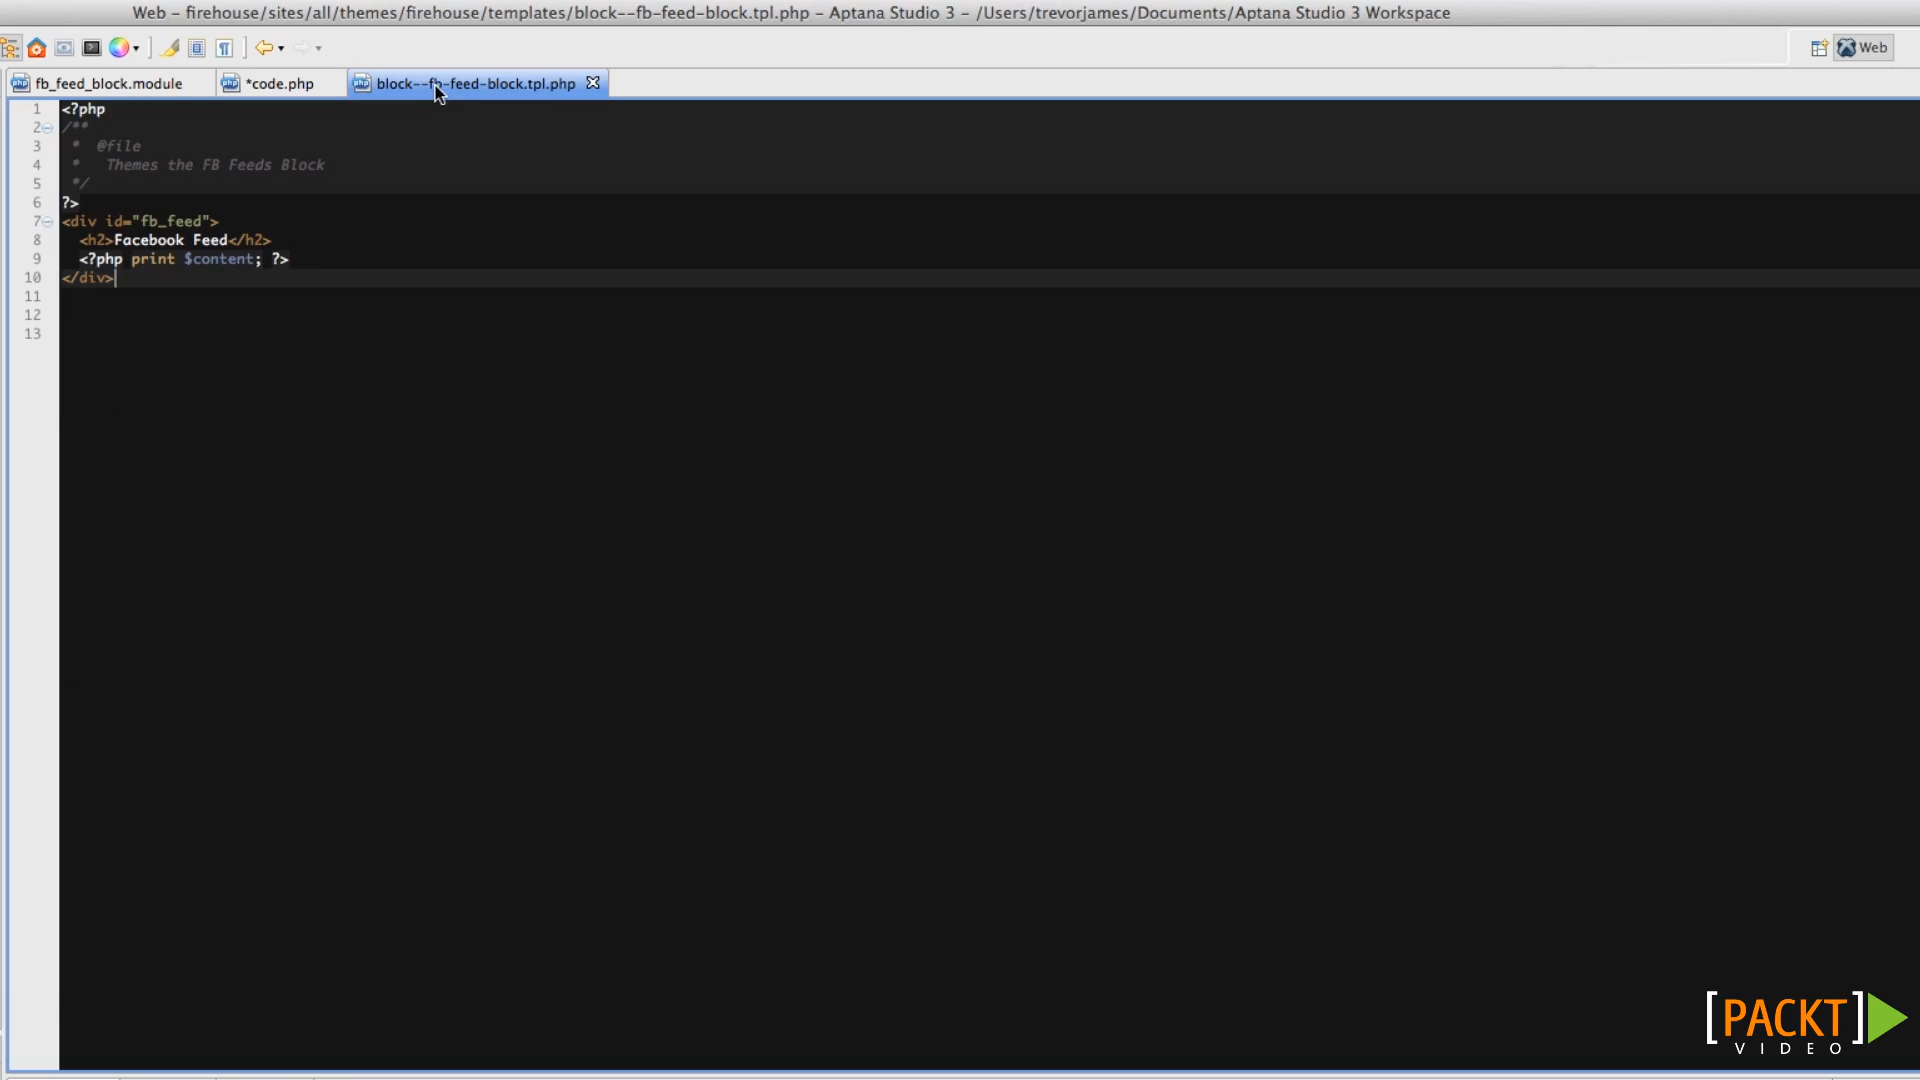 Web – firehouse/sites/all/themes/firehouse/templates/block--fb-feed-block.tpl.php – Aptana Studio 3 – /Users/trevorjames/Documents/Aptana Studio 3 Workspace
Web
fb_feed_block.module
*code.php
block--fb-feed-block.tpl.php
1 <?php
2 /**
3 * @file
4 * Themes the FB Feeds Block
5 */
6 ?>
7 <div id="fb_feed">
8 <h2>Facebook Feed</h2>
9 <?php print $content; ?>
10 </div>
11
12
13
[PACKT]
VIDEO